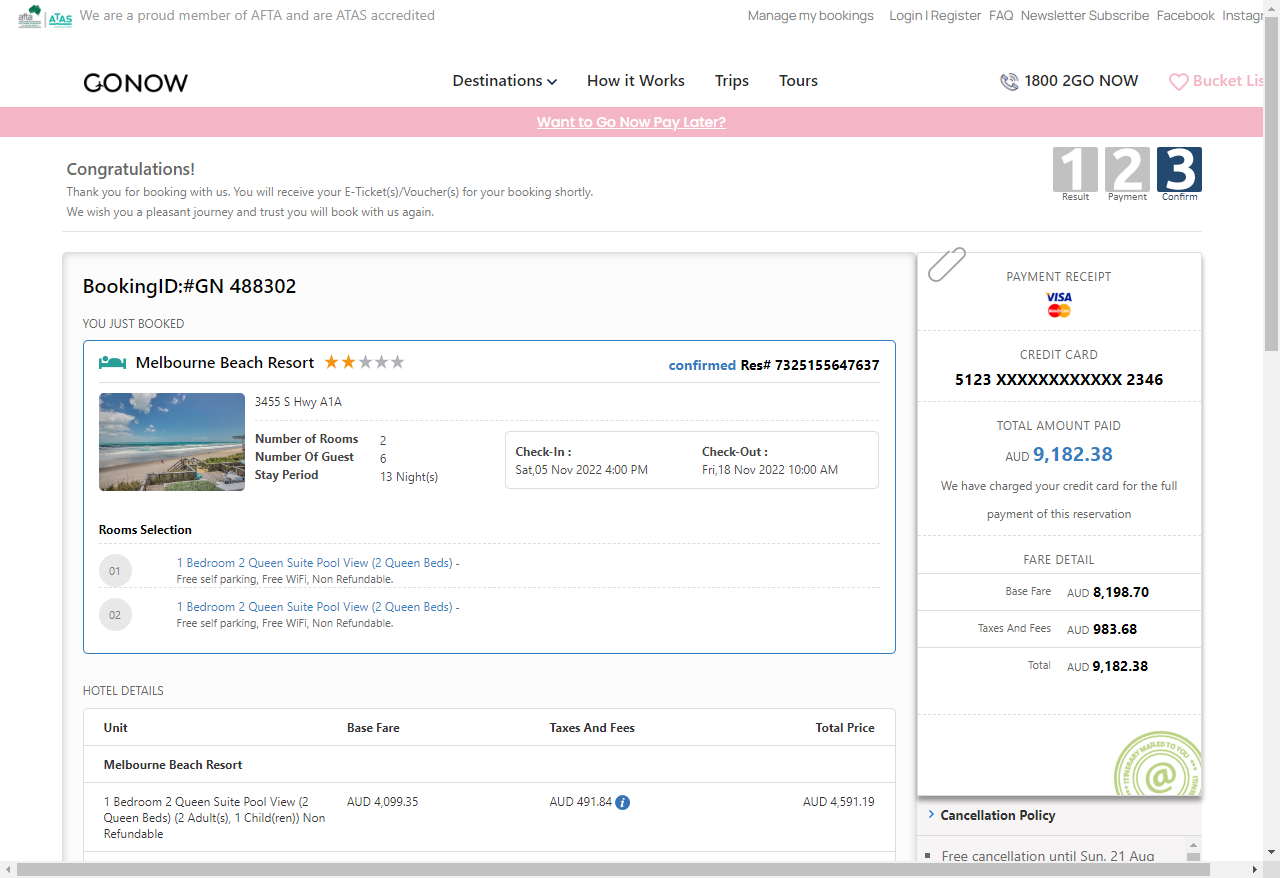 afta
ATAS
We are a proud member of AFTA and are ATAS accredited
Manage my bookings
Login | Register
FAQ
Newsletter Subscribe
Facebook
Instagr
GONOW
Destinations
How it Works
Trips
Tours
1800 2GO NOW
Bucket Lis
Want to Go Now Pay Later?
Congratulations!
Thank you for booking with us. You will receive your E-Ticket(s)/Voucher(s) for your booking shortly.
We wish you a pleasant journey and trust you will book with us again.
1 2 3
Result Payment Confirm
BookingID:#GN 488302
YOU JUST BOOKED
Melbourne Beach Resort
confirmed Res# 7325155647637
3455 S Hwy A1A
Number of Rooms 2
Number Of Guest 6
Stay Period 13 Night(s)
Check-In :
Sat,05 Nov 2022 4:00 PM
Check-Out :
Fri,18 Nov 2022 10:00 AM
Rooms Selection
01
1 Bedroom 2 Queen Suite Pool View (2 Queen Beds) -
Free self parking, Free WiFi, Non Refundable.
02
1 Bedroom 2 Queen Suite Pool View (2 Queen Beds) -
Free self parking, Free WiFi, Non Refundable.
HOTEL DETAILS
Unit Base Fare Taxes And Fees Total Price
Melbourne Beach Resort
1 Bedroom 2 Queen Suite Pool View (2 AUD 4,099.35 AUD 491.84 AUD 4,591.19
Queen Beds) (2 Adult(s), 1 Child(ren)) Non
Refundable
PAYMENT RECEIPT
VISA
MasterCard
CREDIT CARD
5123 XXXXXXXXXXXX 2346
TOTAL AMOUNT PAID
AUD 9,182.38
We have charged your credit card for the full
payment of this reservation
FARE DETAIL
Base Fare AUD 8,198.70
Taxes And Fees AUD 983.68
Total AUD 9,182.38
ITINERARY MAILED TO YOU
@
Cancellation Policy
Free cancellation until Sun, 21 Aug